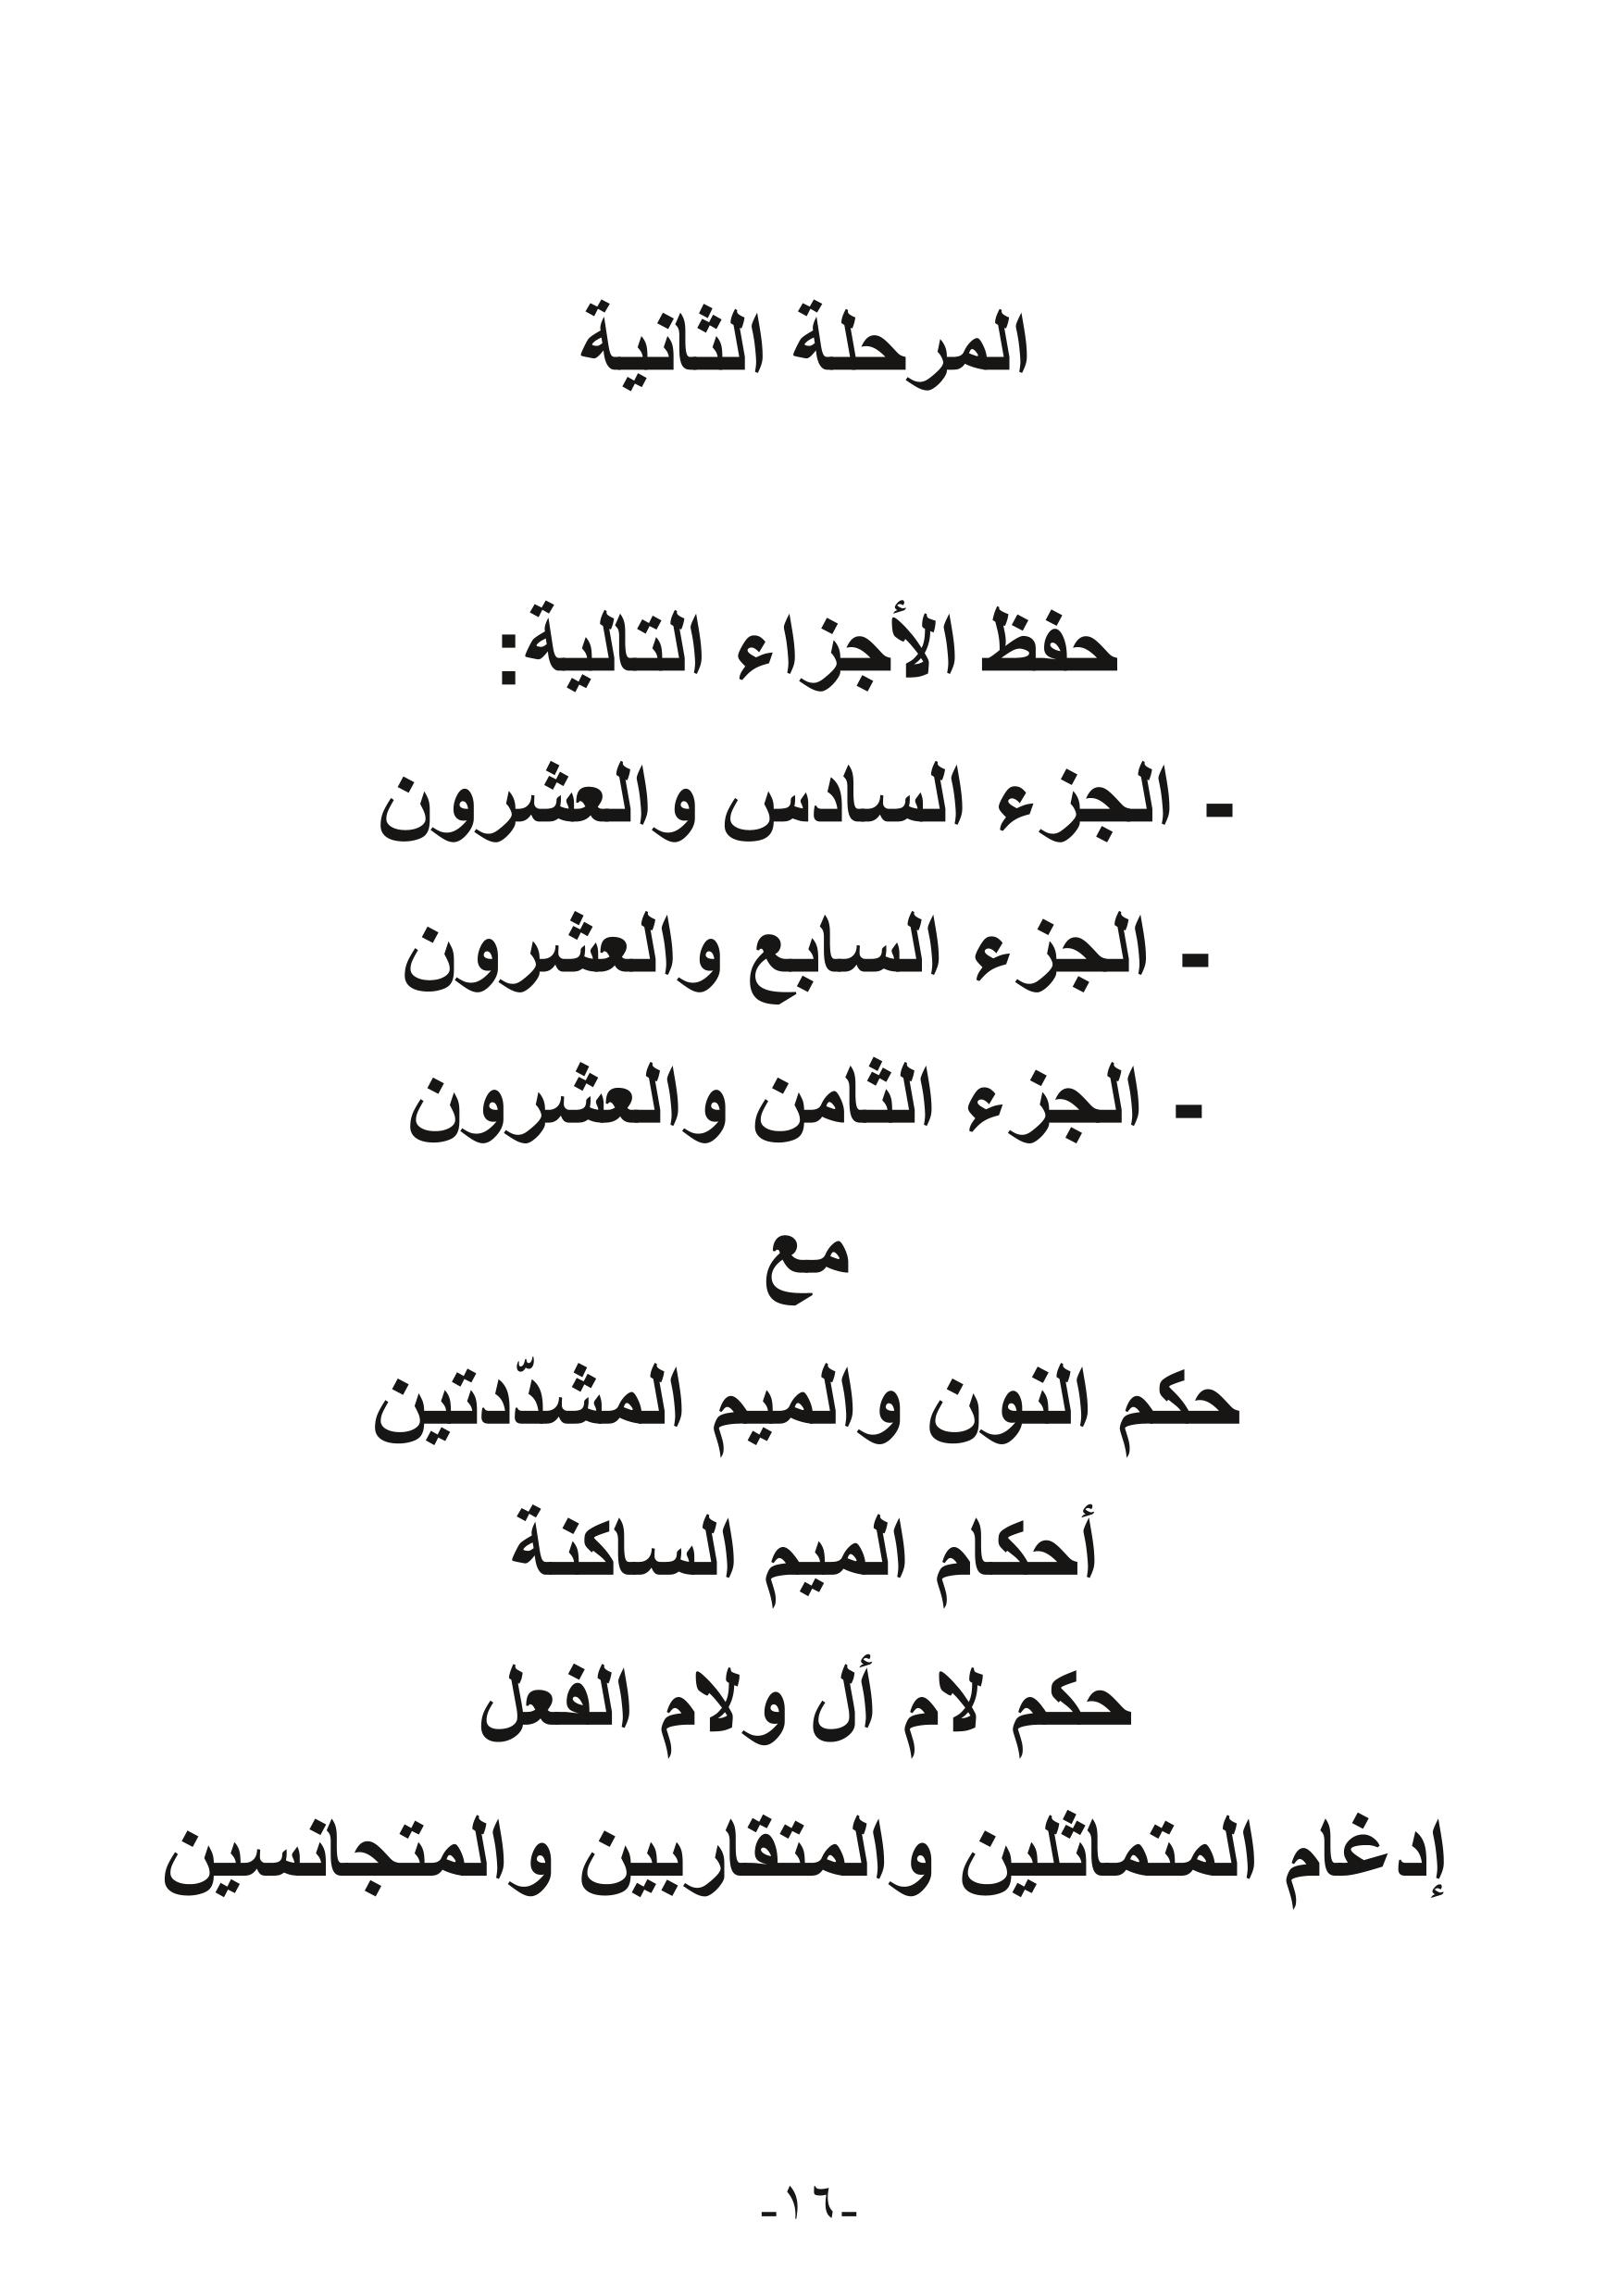 المرحلة الثانية
حفظ الأجزاء التالية:
- الجزء السادس والعشرون
- الجزء السابع والعشرون
- الجزء الثامن والعشرون
مع
حكم النون والميم المشدّدتين
أحكام الميم الساكنة
حكم لام أل ولام الفعل
إدغام المتماثلين والمتقاربين والمتجانسين
-١٦-